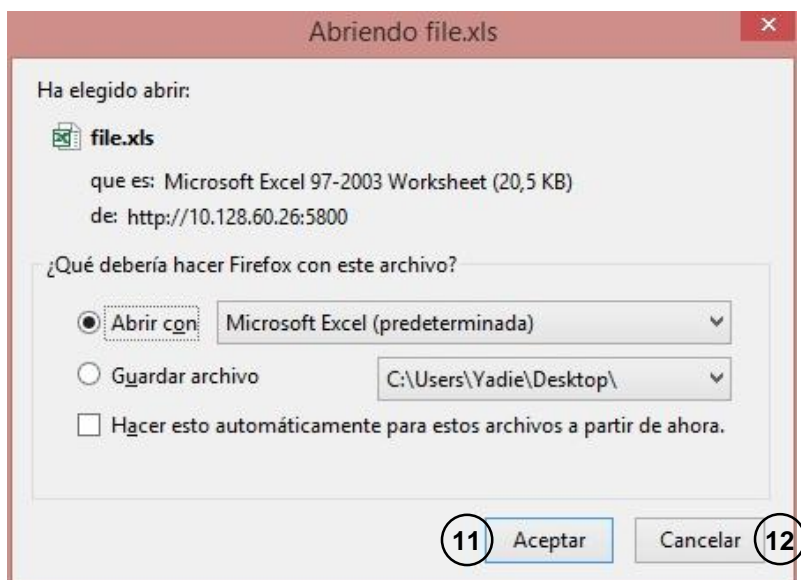 Abriendo file.xls
Ha elegido abrir:
file.xls
que es: Microsoft Excel 97-2003 Worksheet (20,5 KB)
de: http://10.128.60.26:5800
¿Qué debería hacer Firefox con este archivo?
Abrir con Microsoft Excel (predeterminada)
Guardar archivo C:\Users\Yadie\Desktop\
Hacer esto automáticamente para estos archivos a partir de ahora.
11 Aceptar Cancelar 12